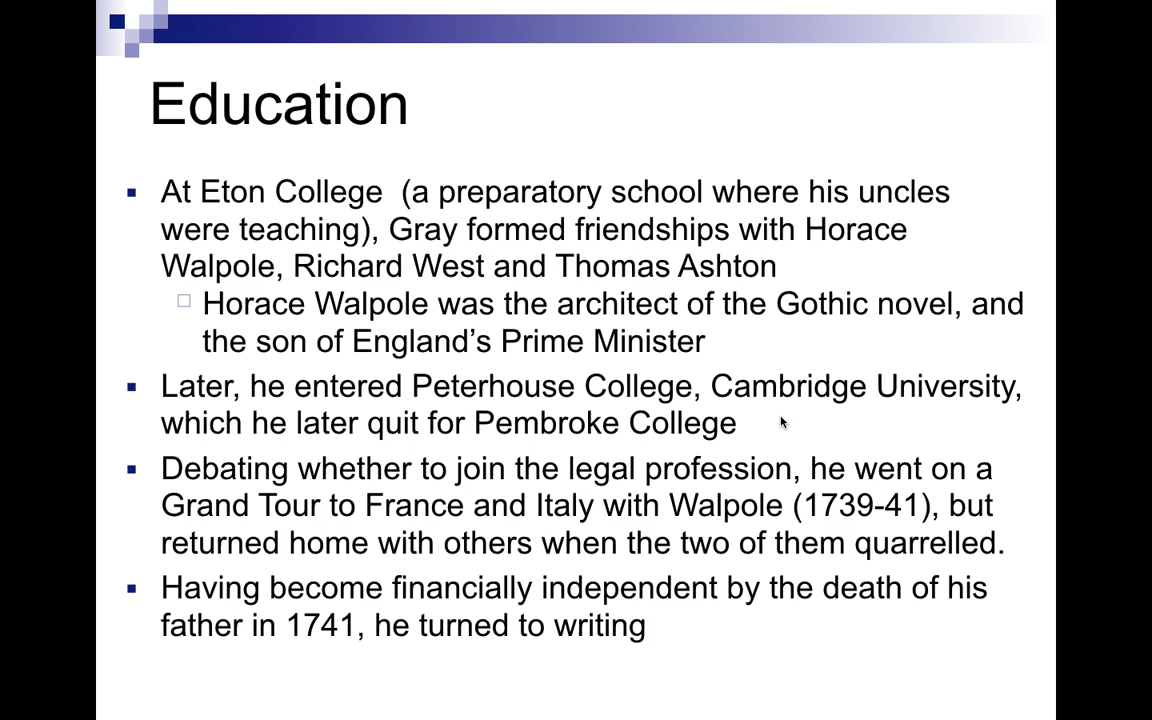 Education
At Eton College  (a preparatory school where his uncles
were teaching), Gray formed friendships with Horace
Walpole, Richard West and Thomas Ashton
Horace Walpole was the architect of the Gothic novel, and
the son of England’s Prime Minister
Later, he entered Peterhouse College, Cambridge University,
which he later quit for Pembroke College
Debating whether to join the legal profession, he went on a
Grand Tour to France and Italy with Walpole (1739-41), but
returned home with others when the two of them quarrelled.
Having become financially independent by the death of his
father in 1741, he turned to writing